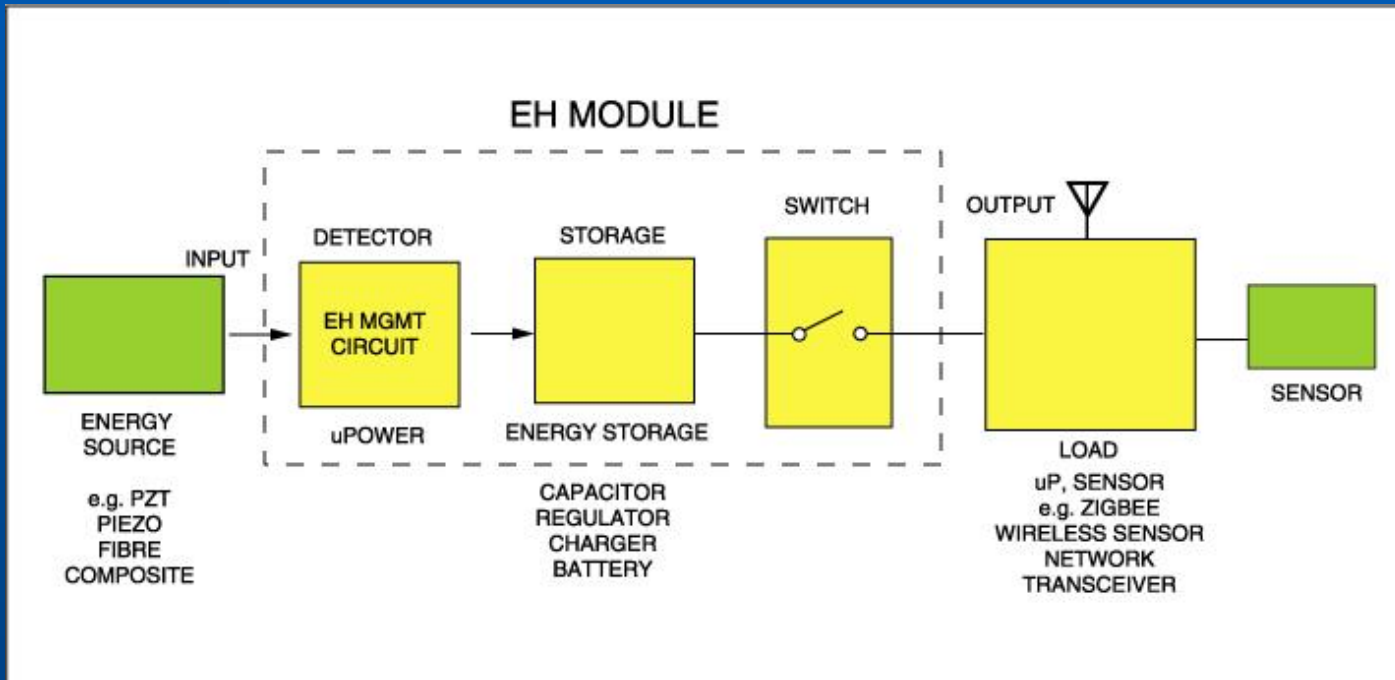 EH MODULE
INPUT
DETECTOR
STORAGE
SWITCH
OUTPUT
EH MGMT
CIRCUIT
ENERGY
SOURCE
uPOWER
ENERGY STORAGE
LOAD
SENSOR
e.g. PZT
PIEZO
FIBRE
COMPOSITE
CAPACITOR
REGULATOR
CHARGER
BATTERY
uP, SENSOR
e.g. ZIGBEE
WIRELESS SENSOR
NETWORK
TRANSCEIVER